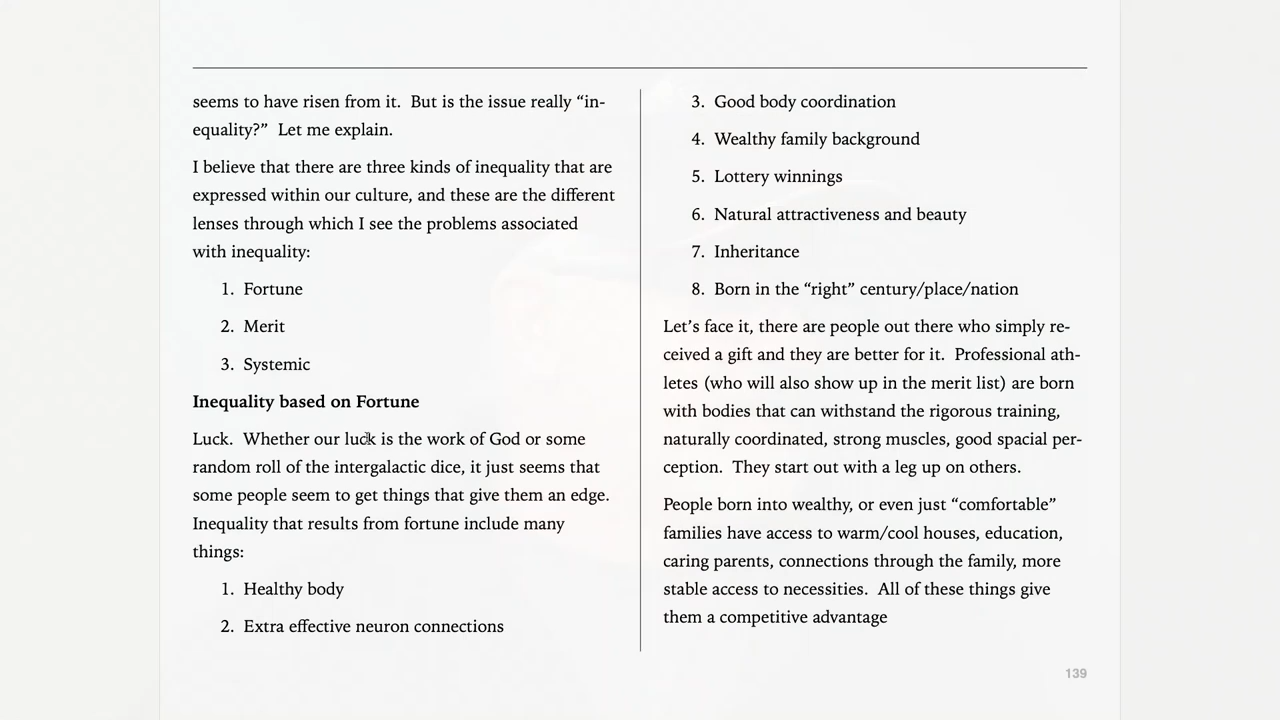 seems to have risen from it.  But is the issue really “in-
equality?”  Let me explain.
I believe that there are three kinds of inequality that are
expressed within our culture, and these are the different
lenses through which I see the problems associated
with inequality:
1.  Fortune
2.  Merit
3.  Systemic
Inequality based on Fortune
Luck.  Whether our luck is the work of God or some
random roll of the intergalactic dice, it just seems that
some people seem to get things that give them an edge.
Inequality that results from fortune include many
things:
1.  Healthy body
2.  Extra effective neuron connections
3.  Good body coordination
4.  Wealthy family background
5.  Lottery winnings
6.  Natural attractiveness and beauty
7.  Inheritance
8.  Born in the “right” century/place/nation
Let’s face it, there are people out there who simply re-
ceived a gift and they are better for it.  Professional ath-
letes (who will also show up in the merit list) are born
with bodies that can withstand the rigorous training,
naturally coordinated, strong muscles, good spacial per-
ception.  They start out with a leg up on others.
People born into wealthy, or even just “comfortable”
families have access to warm/cool houses, education,
caring parents, connections through the family, more
stable access to necessities.  All of these things give
them a competitive advantage
139